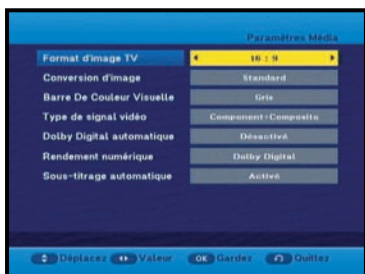 Paramètres Média
Format d'image TV 16 : 9
Conversion d'image Standard
Barre De Couleur Visuelle Gris
Type de signal vidéo Component+Composite
Dolby Digital automatique Désactivé
Rendement numérique Dolby Digital
Sous-titrage automatique Activé
Déplacez Valeur OK Gardez Quittez